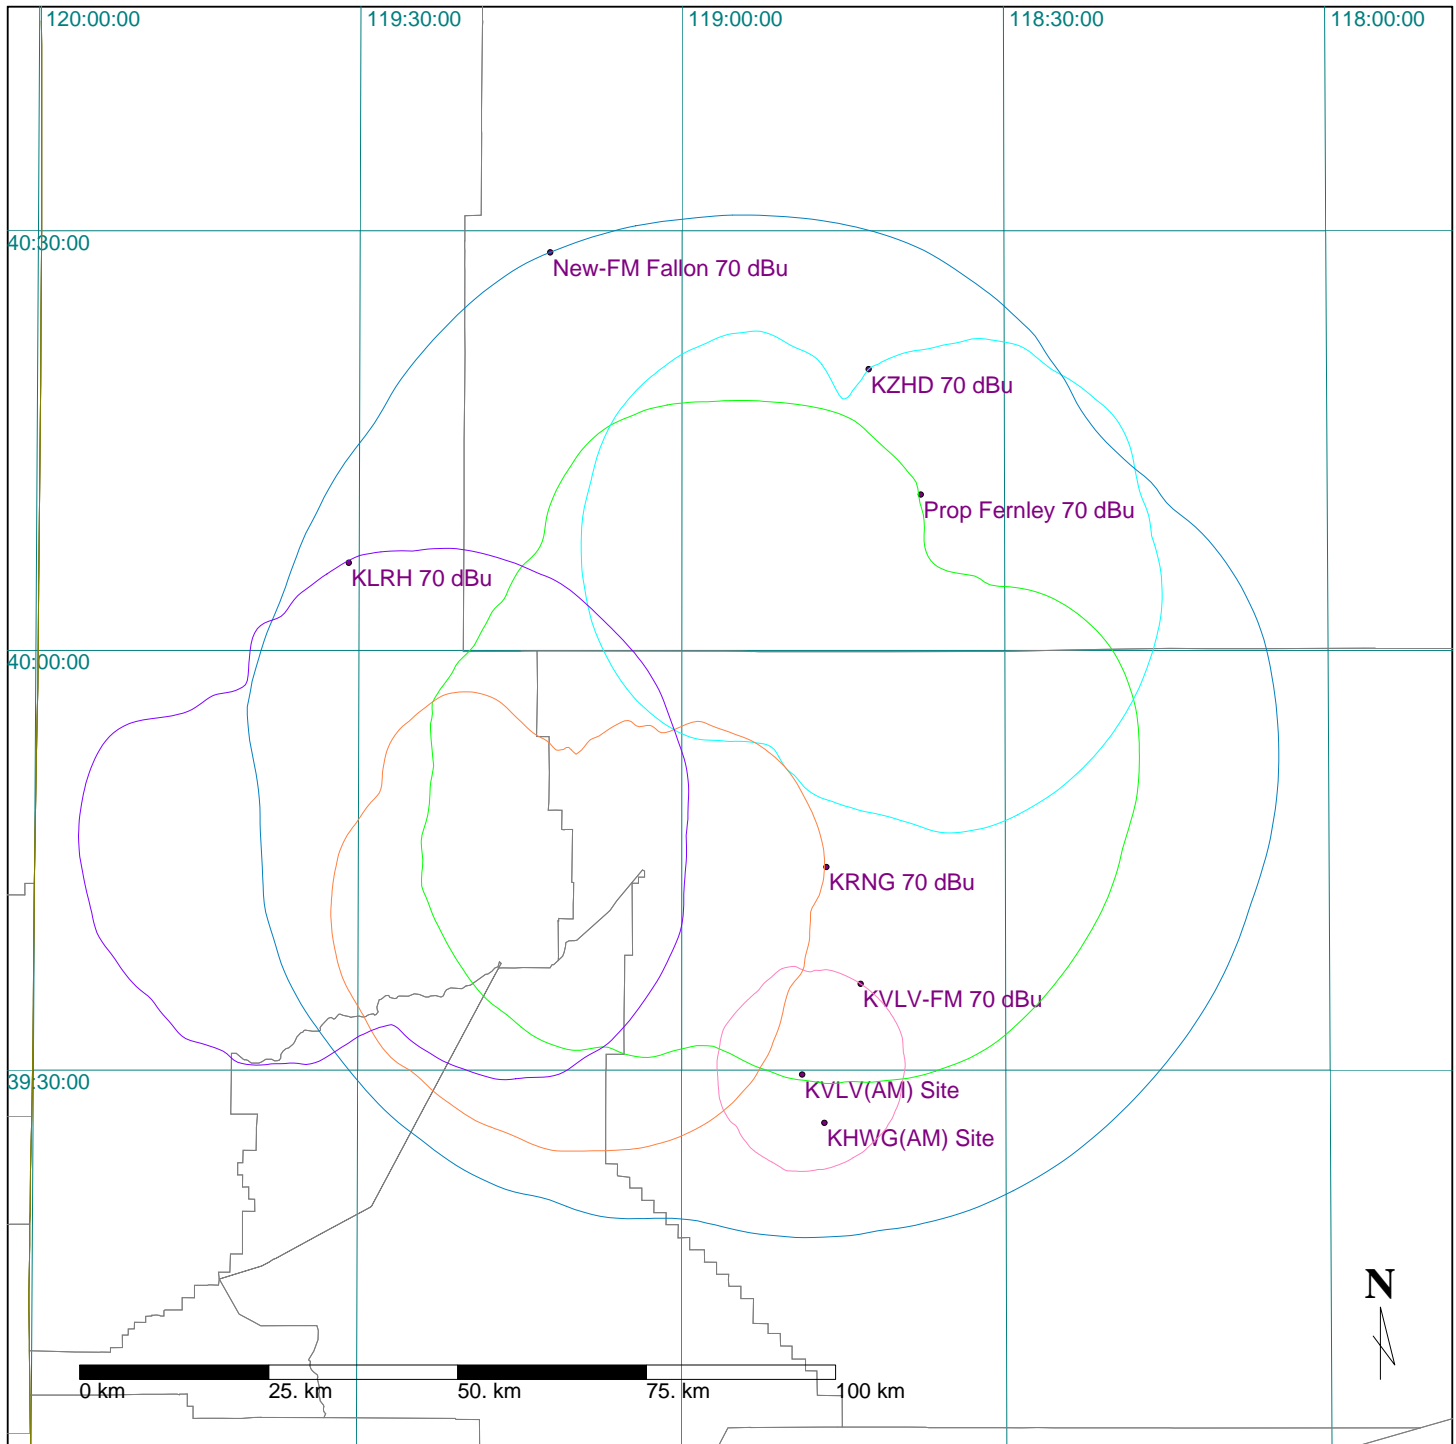 120:00:00
119:30:00
119:00:00
118:30:00
118:00:00
40:30:00
New-FM Fallon 70 dBu
KZHD 70 dBu
Prop Fernley 70 dBu
KLRH 70 dBu
40:00:00
KRNG 70 dBu
KVLV-FM 70 dBu
39:30:00
KVLV(AM) Site
KHWG(AM) Site
N
0 km
25. km
50. km
75. km
100 km